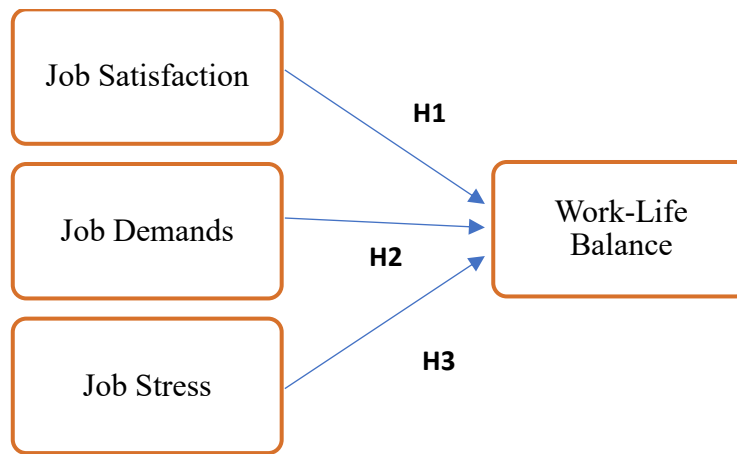 Job Satisfaction
H1
Job Demands
H2
Work-Life
Balance
Job Stress
H3